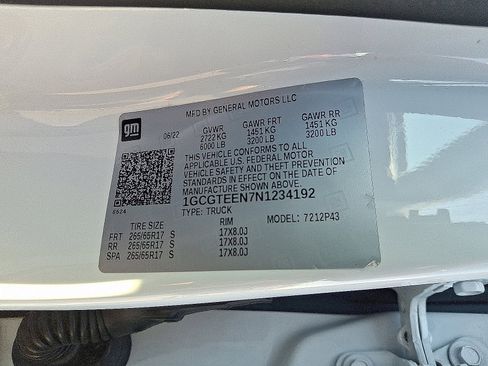 MFD BY GENERAL MOTORS LLC
gm
06/22
GVWR GAWR FRT GAWR RR
2722 KG 1451 KG 1451 KG
6000 LB 3200 LB 3200 LB
THIS VEHICLE CONFORMS TO ALL
APPLICABLE U.S. FEDERAL MOTOR
VEHICLE SAFETY AND THEFT PREVENTION
STANDARDS IN EFFECT ON THE DATE
OF MANUFACTURE SHOWN ABOVE.
1GCGTEEN7N1234192
TYPE: TRUCK MODEL: 7212P43
TIRE SIZE RIM
FRT 265/65R17 S 17X8.0J
RR 265/65R17 S 17X8.0J
SPA 265/65R17 S 17X8.0J